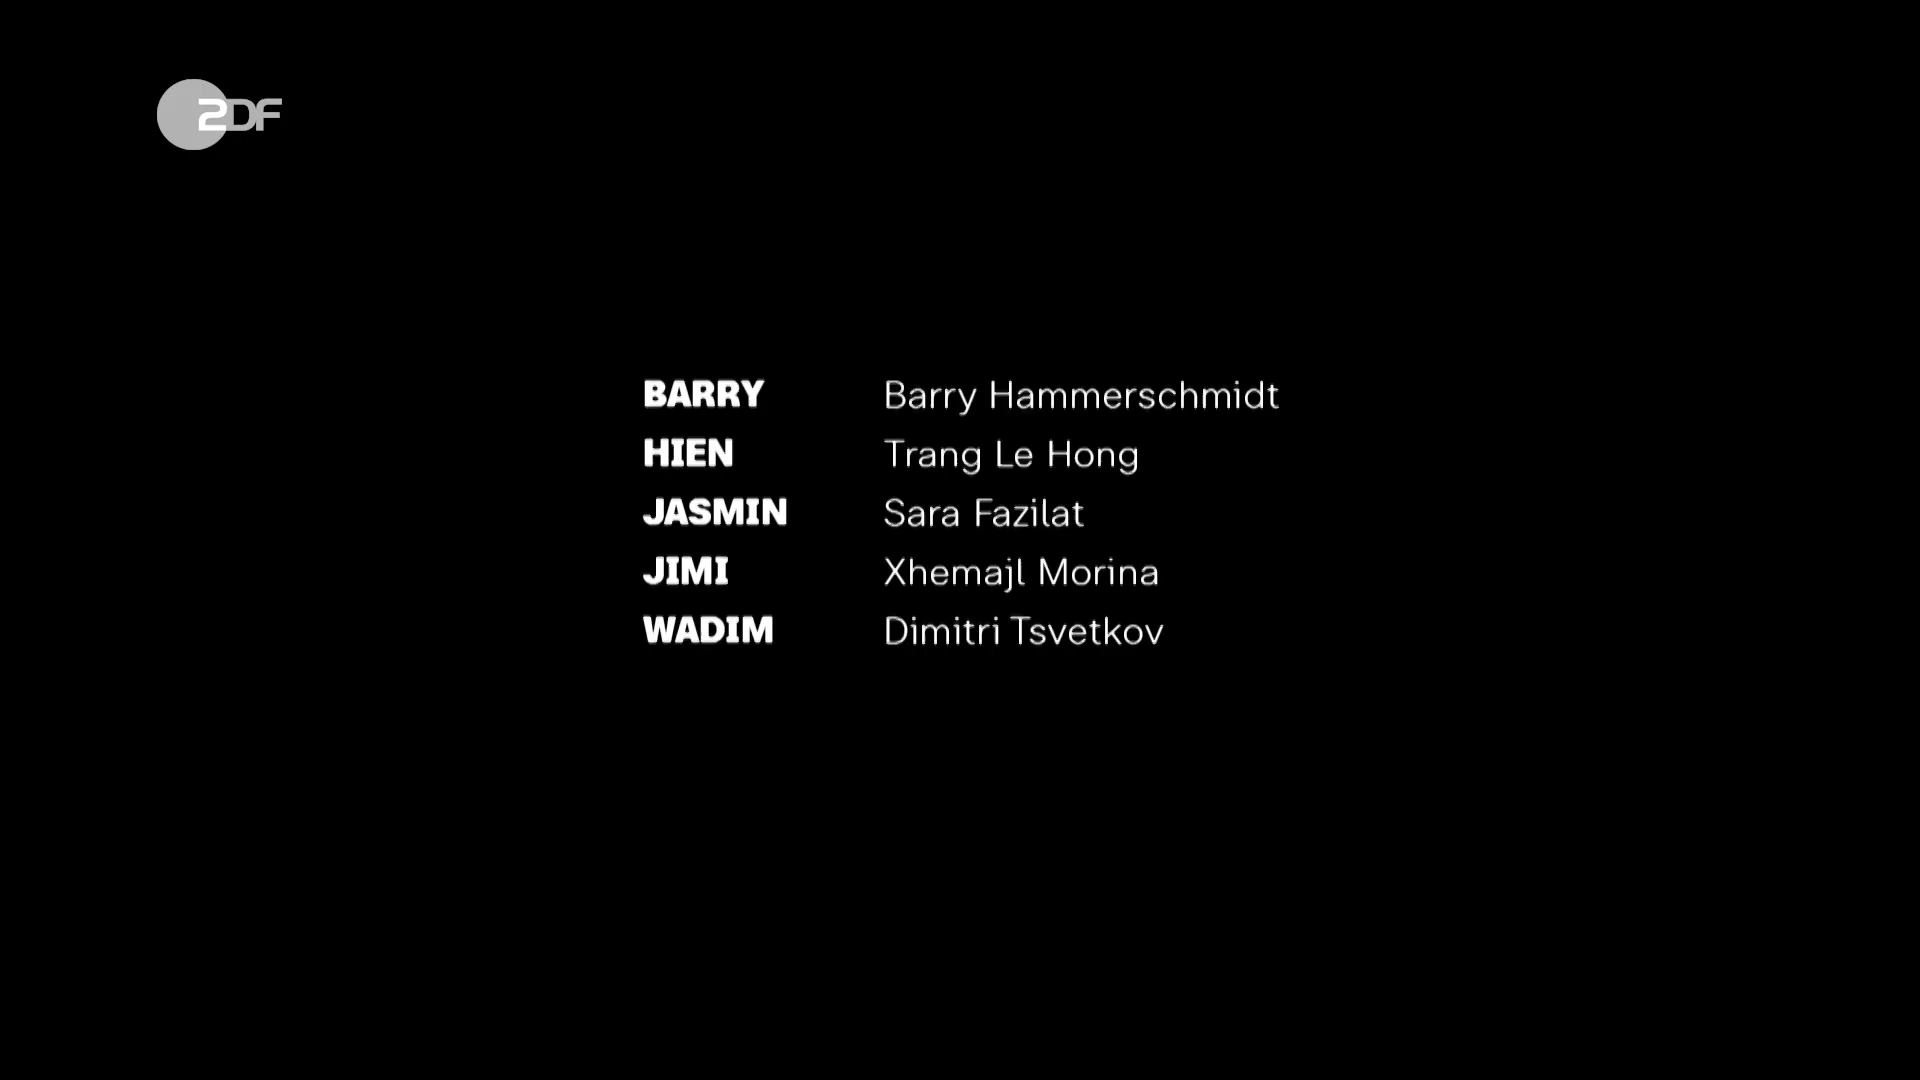 ZDF
BARRY Barry Hammerschmidt
HIEN Trang Le Hong
JASMIN Sara Fazilat
JIMI Xhemajl Morina
WADIM Dimitri Tsvetkov